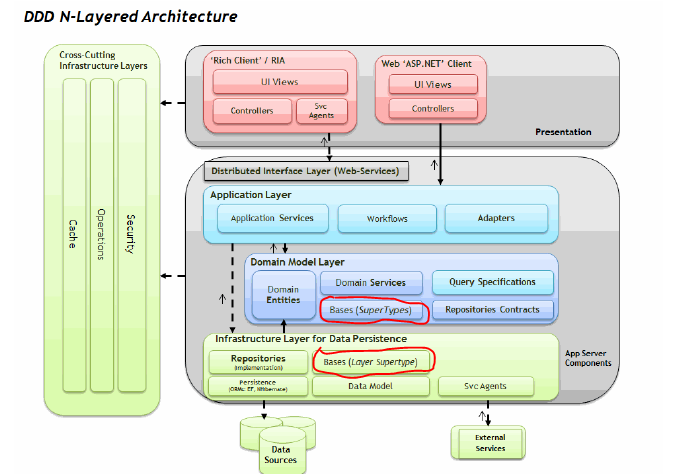 DDD N-Layered Architecture
Cross-Cutting
Infrastructure Layers
Cache
Operations
Security
'Rich Client' / RIA
UI Views
Controllers
Svc
Agents
Web 'ASP.NET' Client
UI Views
Controllers
Presentation
Distributed Interface Layer (Web-Services)
Application Layer
Application Services
Workflows
Adapters
Domain Model Layer
Domain
Entities
Domain Services
Bases (SuperTypes)
Query Specifications
Repositories Contracts
Infrastructure Layer for Data Persistence
Repositories
(Implementation)
Bases (Layer Supertype)
Persistence
(ORMs: EF, NHibernate)
Data Model
Svc Agents
App Server
Components
Data
Sources
External
Services